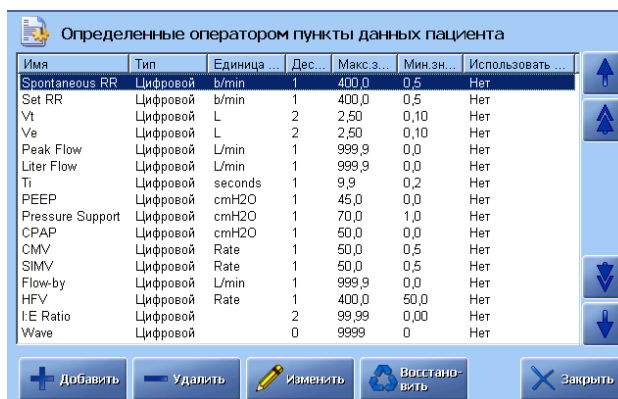 Определенные оператором пункты данных пациента
Имя Тип Единица ... Дес... Макс.з... Мин.зн... Использовать ...
Spontaneous RR Цифровой b/min 1 400,0 0,5 Нет
Set RR Цифровой b/min 1 400,0 0,5 Нет
Vt Цифровой L 2 2,50 0,10 Нет
Ve Цифровой L 2 2,50 0,10 Нет
Peak Flow Цифровой L/min 1 999,9 0,0 Нет
Liter Flow Цифровой L/min 1 999,9 0,0 Нет
Ti Цифровой seconds 1 9,9 0,2 Нет
PEEP Цифровой cmH2O 1 45,0 0,0 Нет
Pressure Support Цифровой cmH2O 1 70,0 1,0 Нет
CPAP Цифровой cmH2O 1 50,0 0,0 Нет
CMV Цифровой Rate 1 50,0 0,5 Нет
SIMV Цифровой Rate 1 50,0 0,5 Нет
Flow-by Цифровой L/min 1 999,9 0,0 Нет
HFV Цифровой Rate 1 400,0 50,0 Нет
I:E Ratio Цифровой 2 99,99 0,00 Нет
Wave Цифровой 0 9999 0 Нет
Добавить Удалить Изменить Восстано-
вить Закрыть